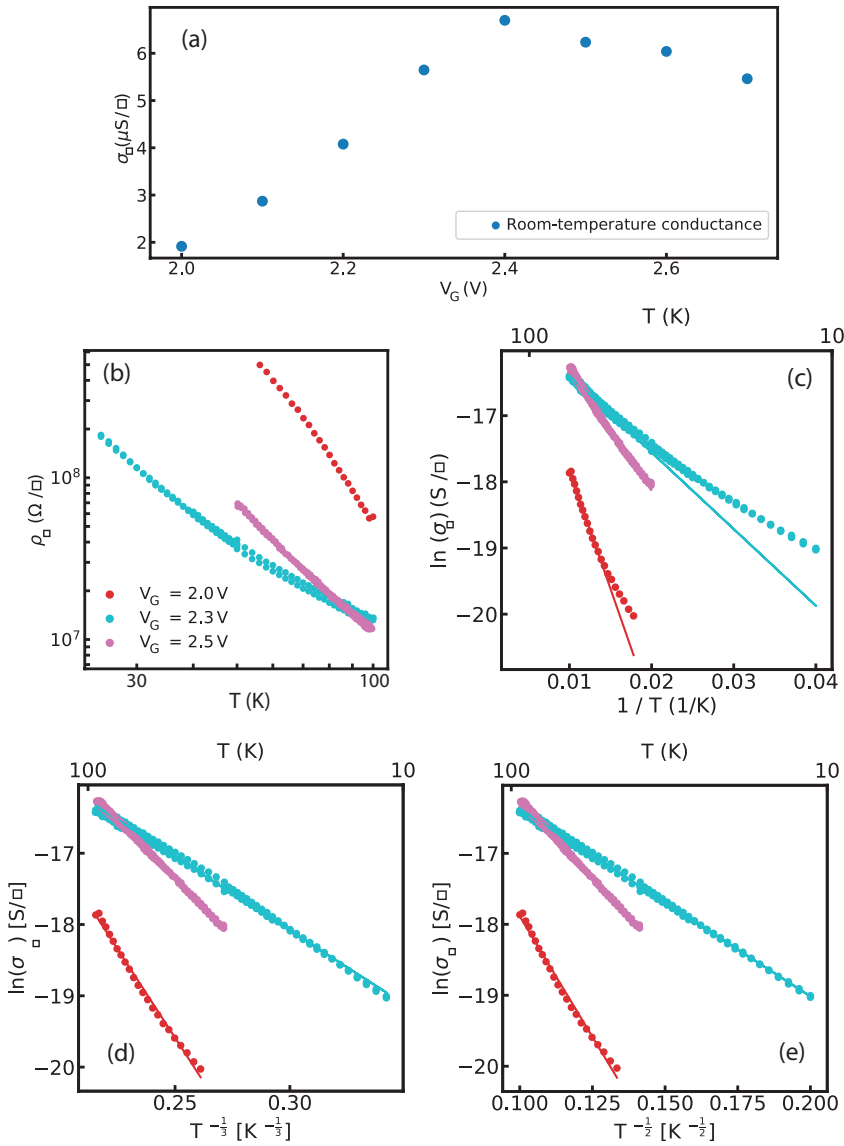 (a)
σ□(μS/□)
6
5
4
3
2
Room-temperature conductance
2.0
2.2
2.4
2.6
V_G (V)
(b)
ρ□ (Ω/□)
10⁸
10⁷
V_G = 2.0 V
V_G = 2.3 V
V_G = 2.5 V
30
100
T (K)
T (K)
100
10
(c)
ln (σ□) (S/□)
−17
−18
−19
−20
0.01
0.02
0.03
0.04
1 / T (1/K)
T (K)
100
10
ln(σ□) [S/□]
−17
−18
−19
−20
(d)
0.25
0.30
T^{-1/3} [K^{-1/3}]
T (K)
100
10
ln(σ□) [S/□]
−17
−18
−19
−20
(e)
0.100
0.125
0.150
0.175
0.200
T^{-1/2} [K^{-1/2}]